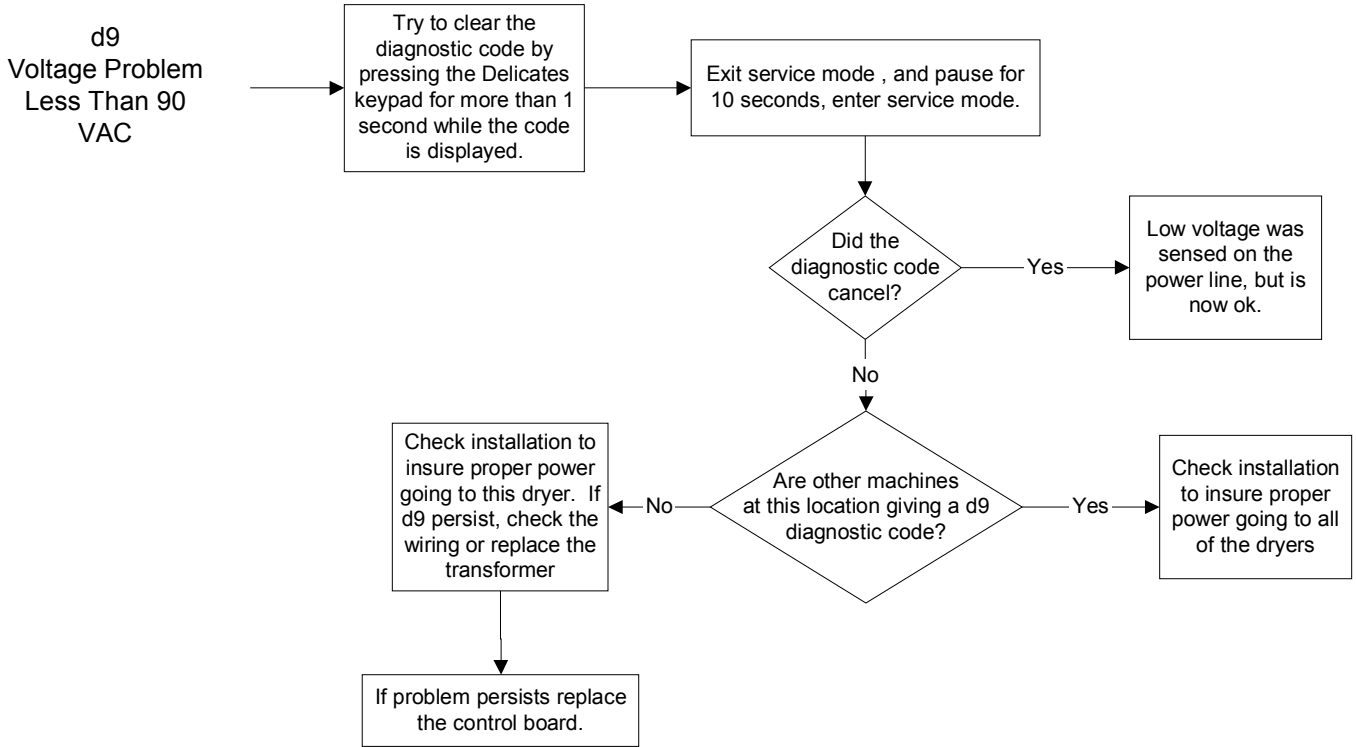 d9
Voltage Problem
Less Than 90
VAC
Try to clear the
diagnostic code by
pressing the Delicates
keypad for more than 1
second while the code
is displayed.
Exit service mode , and pause for
10 seconds, enter service mode.
Did the
diagnostic code
cancel?
Yes
Low voltage was
sensed on the
power line, but is
now ok.
No
Are other machines
at this location giving a d9
diagnostic code?
Yes
Check installation
to insure proper
power going to all
of the dryers
No
Check installation to
insure proper power
going to this dryer.  If
d9 persist, check the
wiring or replace the
transformer
If problem persists replace
the control board.